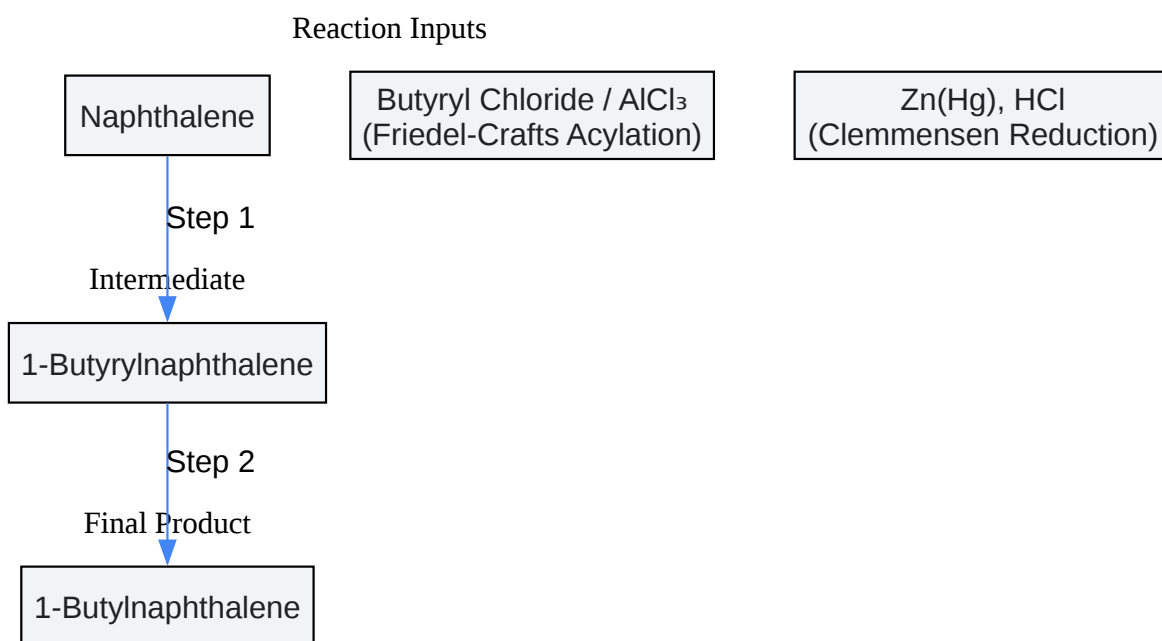 Reaction Inputs
Naphthalene
Butyryl Chloride / AlCl₃
(Friedel-Crafts Acylation)
Zn(Hg), HCl
(Clemmensen Reduction)
Step 1
Intermediate
1-Butyrylnaphthalene
Step 2
Final Product
1-Butylnaphthalene